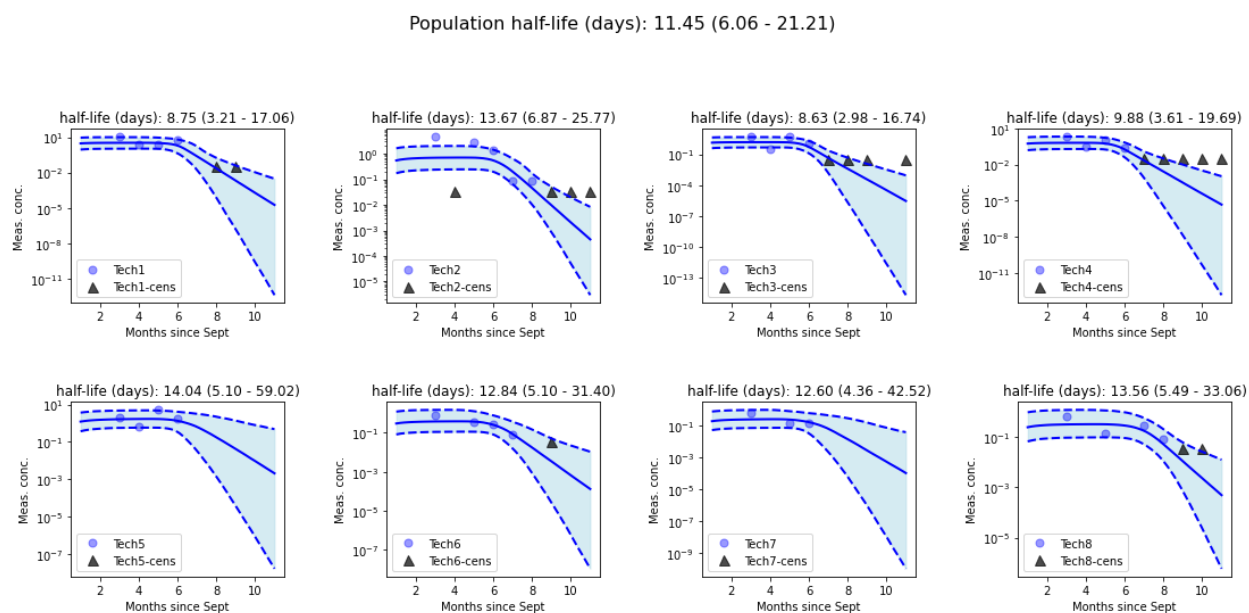 Population half-life (days): 11.45 (6.06 - 21.21)
half-life (days): 8.75 (3.21 - 17.06)
Meas. conc.
10^1
10^-2
10^-5
10^-8
10^-11
Tech1
Tech1-cens
2 4 6 8 10
Months since Sept
half-life (days): 13.67 (6.87 - 25.77)
Meas. conc.
10^0
10^-1
10^-2
10^-3
10^-4
10^-5
Tech2
Tech2-cens
2 4 6 8 10
Months since Sept
half-life (days): 8.63 (2.98 - 16.74)
Meas. conc.
10^-1
10^-4
10^-7
10^-10
10^-13
Tech3
Tech3-cens
2 4 6 8 10
Months since Sept
half-life (days): 9.88 (3.61 - 19.69)
Meas. conc.
10^1
10^-2
10^-5
10^-8
10^-11
Tech4
Tech4-cens
2 4 6 8 10
Months since Sept
half-life (days): 14.04 (5.10 - 59.02)
Meas. conc.
10^1
10^-1
10^-3
10^-5
10^-7
Tech5
Tech5-cens
2 4 6 8 10
Months since Sept
half-life (days): 12.84 (5.10 - 31.40)
Meas. conc.
10^0
10^-2
10^-4
10^-6
10^-8
Tech6
Tech6-cens
2 4 6 8 10
Months since Sept
half-life (days): 12.60 (4.36 - 42.52)
Meas. conc.
10^-1
10^-3
10^-5
10^-7
10^-9
Tech7
Tech7-cens
2 4 6 8 10
Months since Sept
half-life (days): 13.56 (5.49 - 33.06)
Meas. conc.
10^-1
10^-3
10^-5
Tech8
Tech8-cens
2 4 6 8 10
Months since Sept